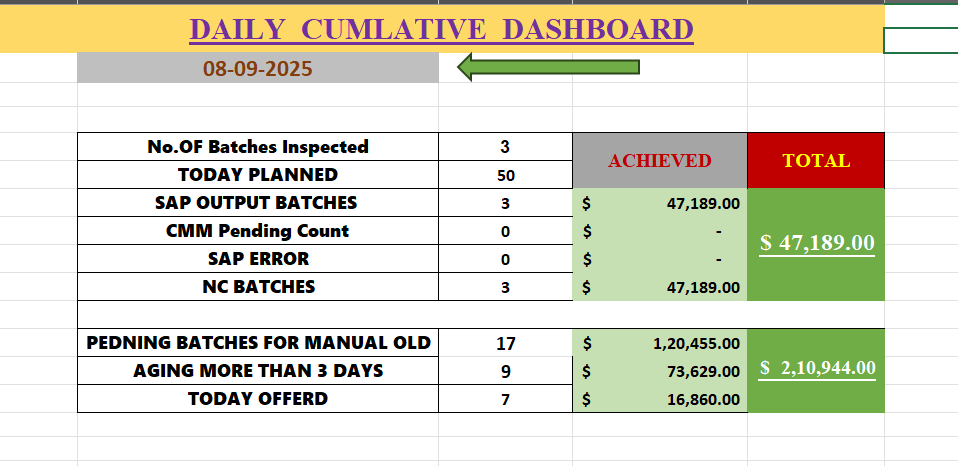 DAILY CUMLATIVE DASHBOARD
08-09-2025
No.OF Batches Inspected 3 ACHIEVED TOTAL
TODAY PLANNED 50
SAP OUTPUT BATCHES 3 $ 47,189.00 $ 47,189.00
CMM Pending Count 0 $ -
SAP ERROR 0 $ -
NC BATCHES 3 $ 47,189.00
PEDNING BATCHES FOR MANUAL OLD 17 $ 1,20,455.00 $ 2,10,944.00
AGING MORE THAN 3 DAYS 9 $ 73,629.00
TODAY OFFERD 7 $ 16,860.00